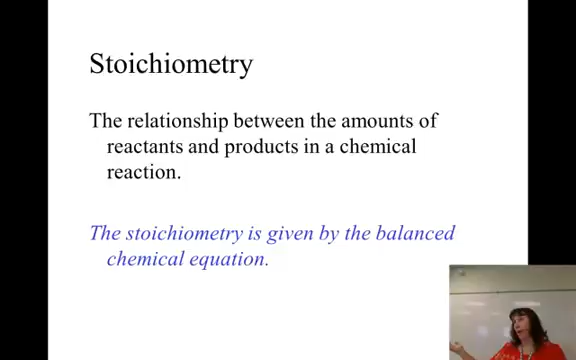 Stoichiometry
The relationship between the amounts of
reactants and products in a chemical
reaction.
The stoichiometry is given by the balanced
chemical equation.